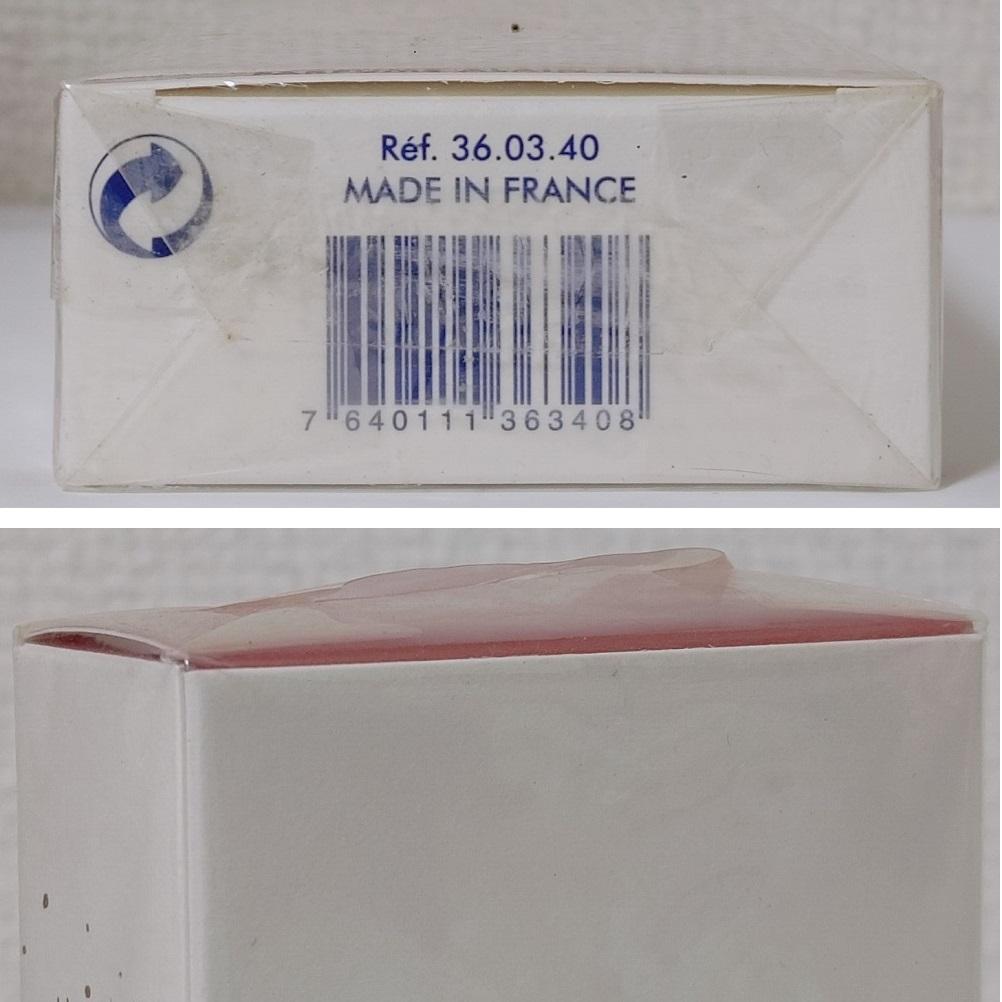 Réf. 36.03.40
MADE IN FRANCE
7 640111 363408